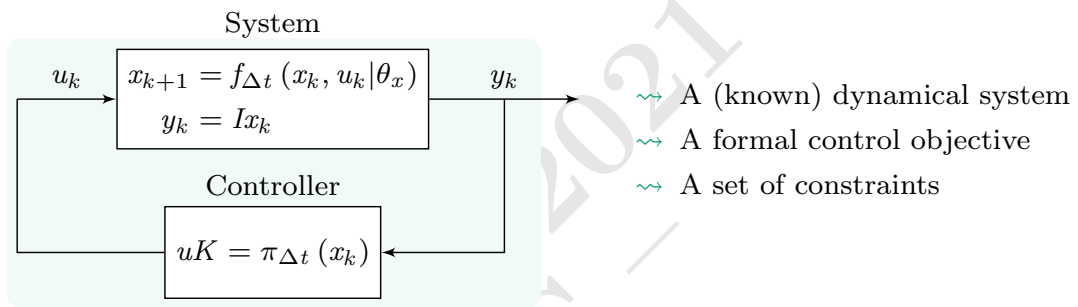 System
u_k
x_{k+1} = f_{Δt} (x_k, u_k|θ_x)
y_k = Ix_k
y_k
Controller
uK = π_{Δt} (x_k)
⇝ A (known) dynamical system
⇝ A formal control objective
⇝ A set of constraints
2021